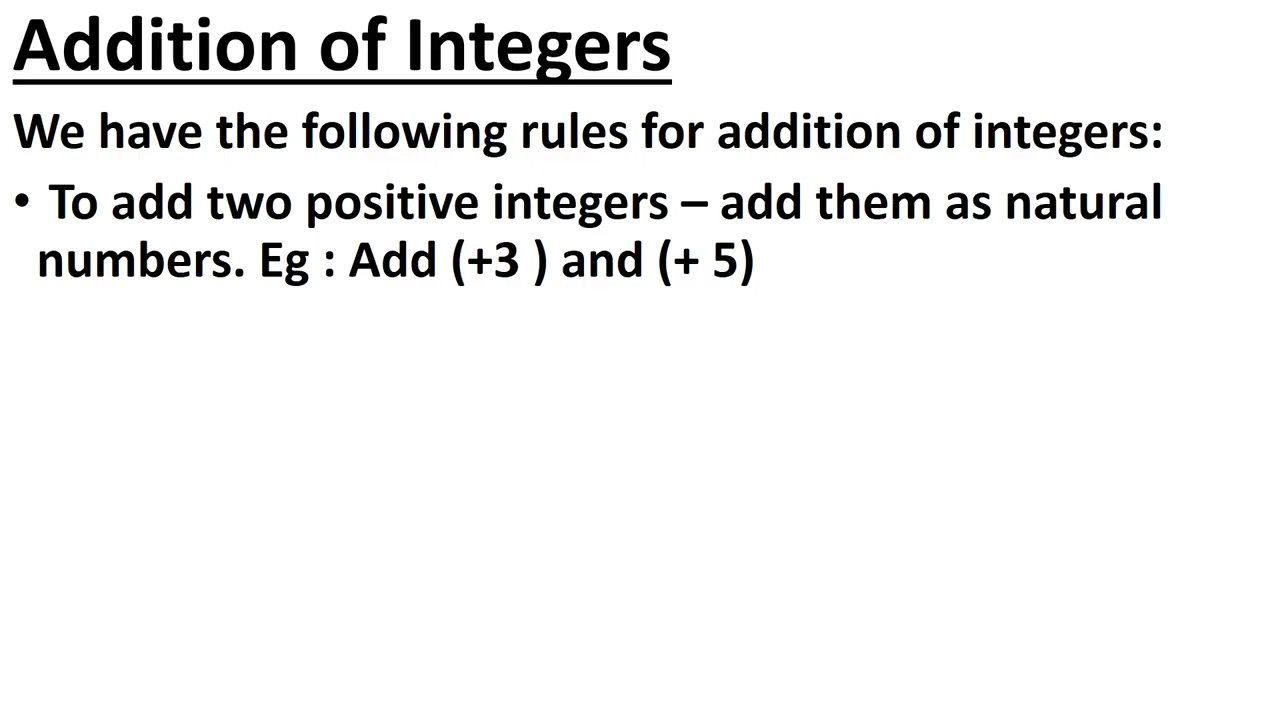 Addition of Integers
We have the following rules for addition of integers:
• To add two positive integers – add them as natural
numbers. Eg : Add (+3 ) and (+ 5)